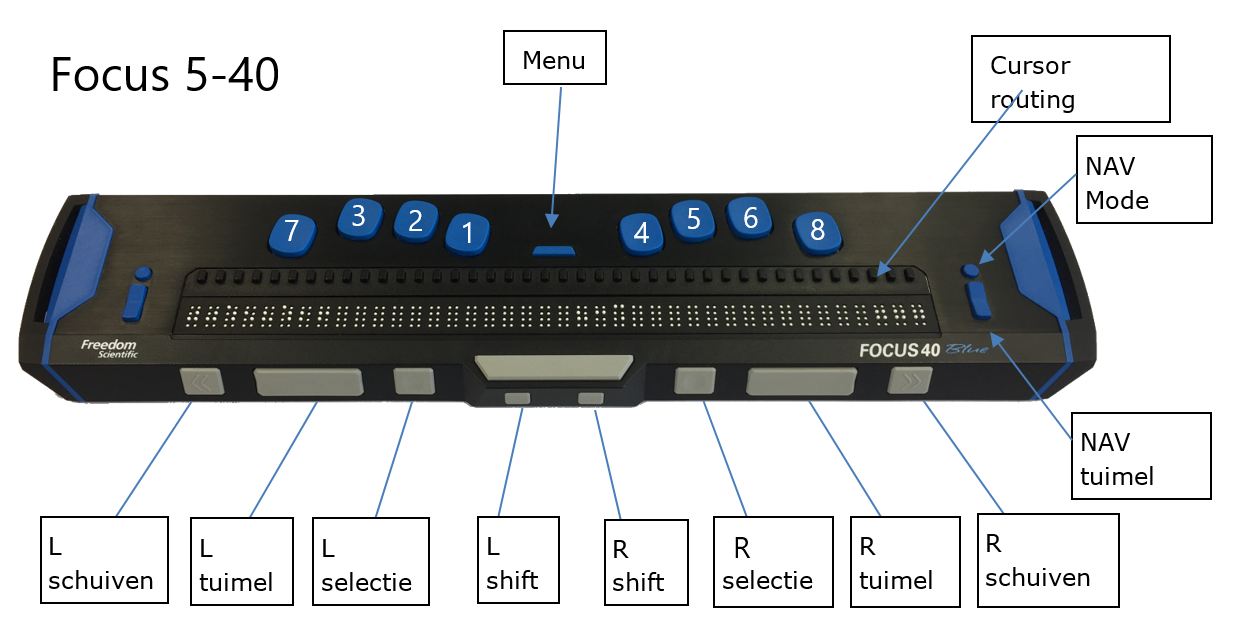 Focus 5-40
Menu
Cursor
routing
NAV
Mode
7 3 2 1 4 5 6 8
Freedom
Scientific
FOCUS 40 Blue
NAV
tuimel
L
schuiven
L
tuimel
L
selectie
L
shift
R
shift
R
selectie
R
tuimel
R
schuiven